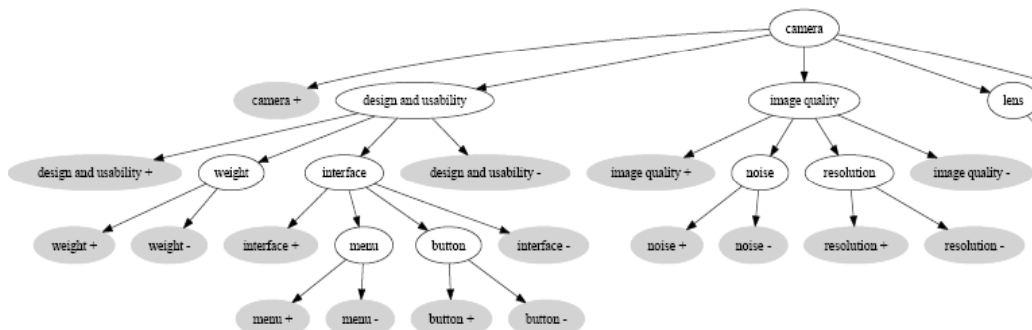 camera
camera +
design and usability
image quality
lens
design and usability +
weight
interface
design and usability -
image quality +
noise
resolution
image quality -
weight +
weight -
interface +
menu
button
interface -
noise +
noise -
resolution +
resolution -
menu +
menu -
button +
button -